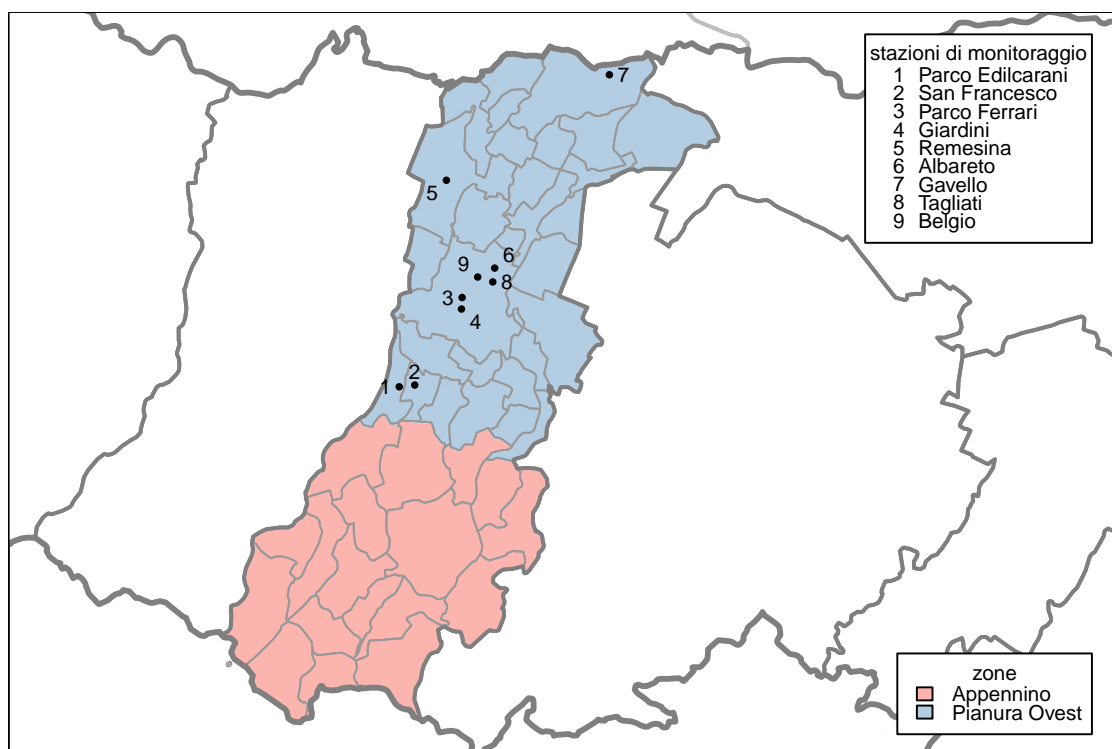 stazioni di monitoraggio
1 Parco Edilcarani
2 San Francesco
3 Parco Ferrari
4 Giardini
5 Remesina
6 Albareto
7 Gavello
8 Tagliati
9 Belgio
7
5
6
9
8
3
4
2
1
zone
Appennino
Pianura Ovest